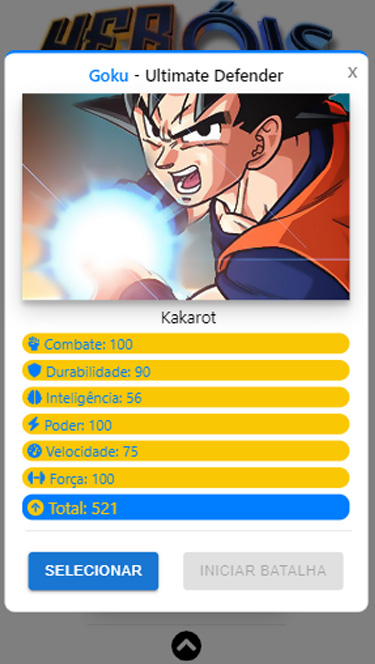 HERÓIS
Goku - Ultimate Defender
x
Kakarot
Combate: 100
Durabilidade: 90
Inteligência: 56
Poder: 100
Velocidade: 75
Força: 100
Total: 521
SELECIONAR
INICIAR BATALHA